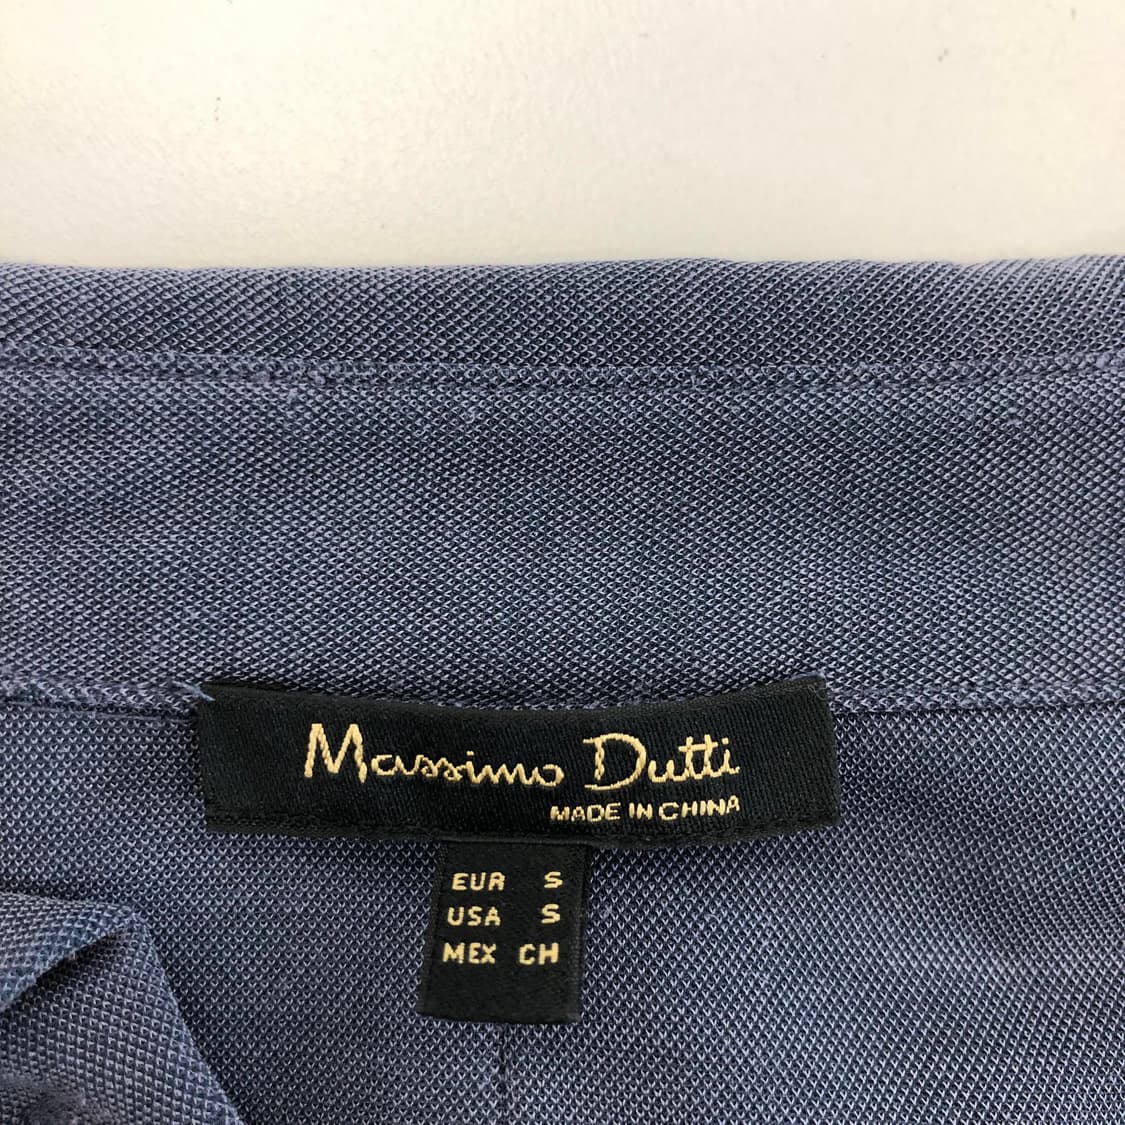 Massimo Dutti
MADE IN CHINA
EUR S
USA S
MEX CH